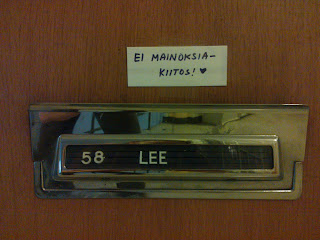 EI MAINOKSIA-
KIITOS! ♥
58 LEE